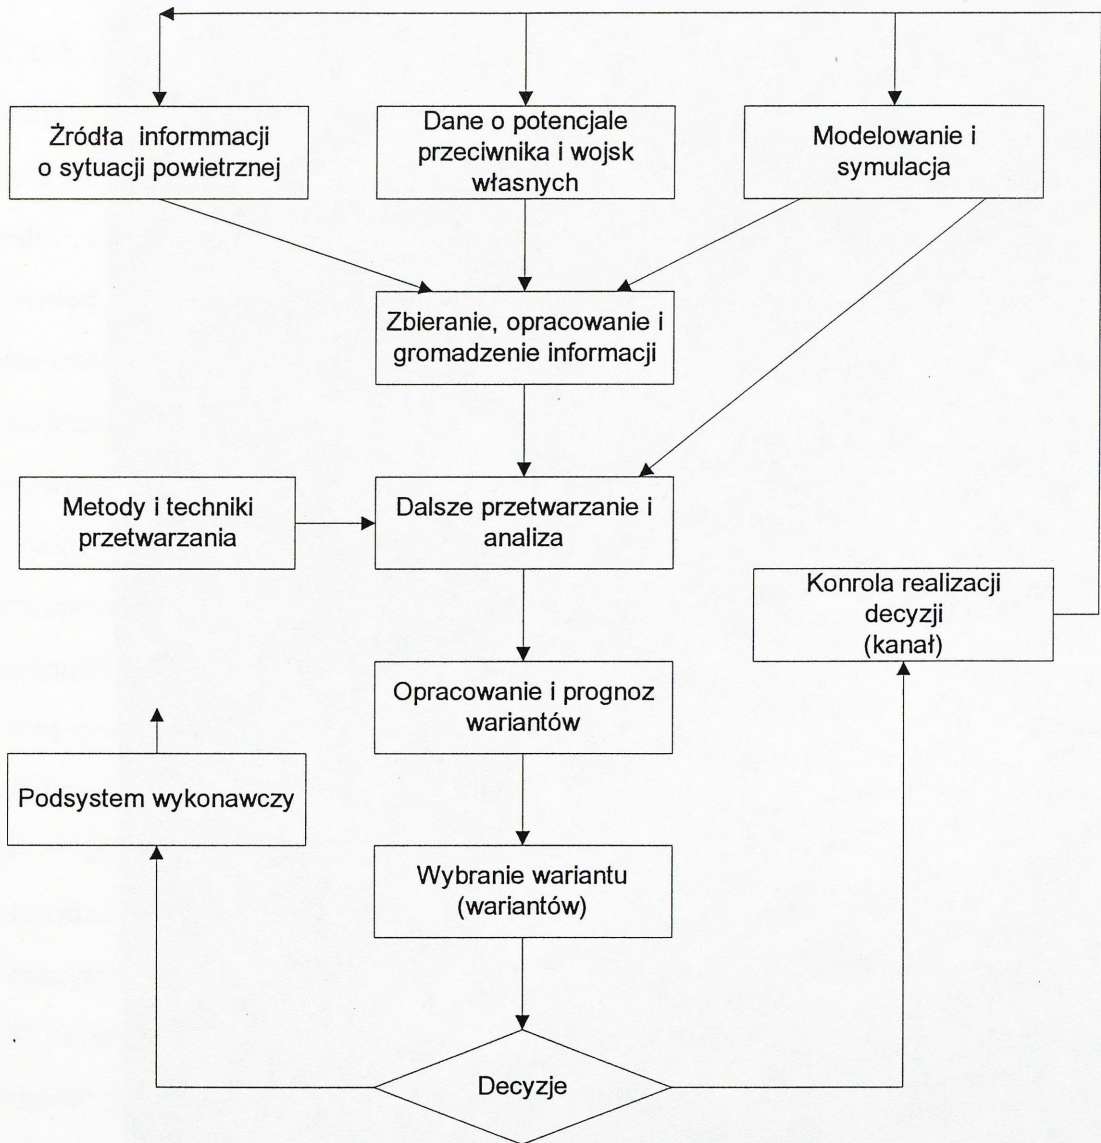 Źródła informmacji
o sytuacji powietrznej
Dane o potencjale
przeciwnika i wojsk
własnych
Modelowanie i
symulacja
Zbieranie, opracowanie i
gromadzenie informacji
Metody i techniki
przetwarzania
Dalsze przetwarzanie i
analiza
Konrola realizacji
decyzji
(kanał)
Opracowanie i prognoz
wariantów
Podsystem wykonawczy
Wybranie wariantu
(wariantów)
Decyzje